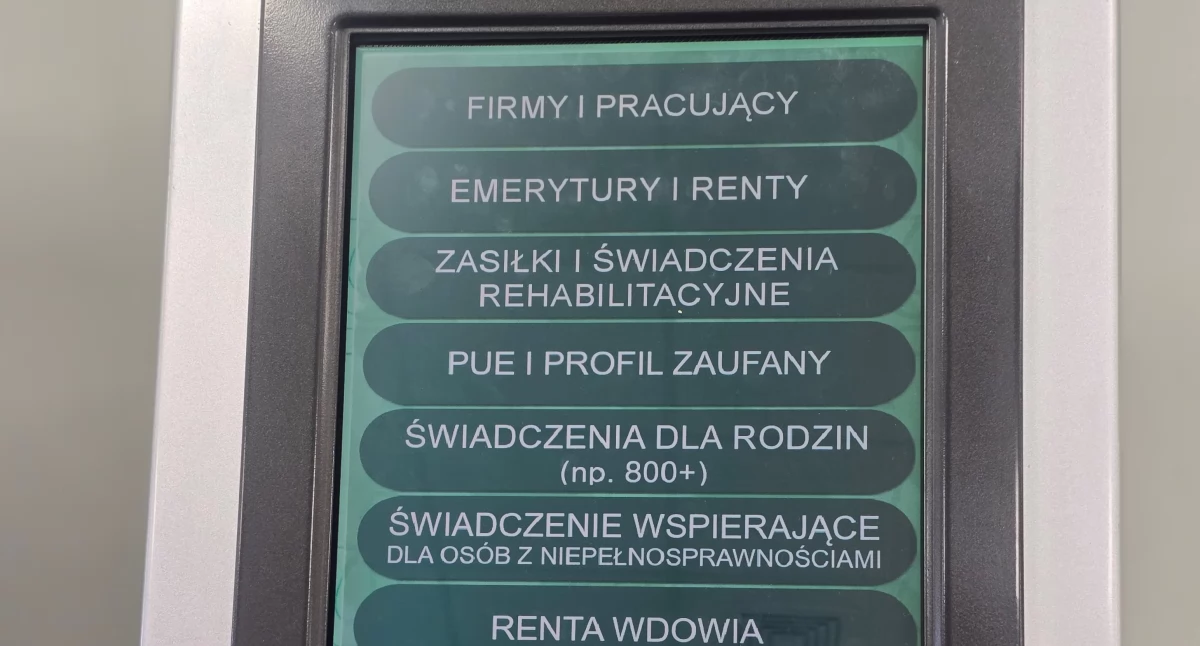 FIRMY I PRACUJĄCY
EMERYTURY I RENTY
ZASIŁKI I ŚWIADCZENIA
REHABILITACYJNE
PUE I PROFIL ZAUFANY
ŚWIADCZENIA DLA RODZIN
(np. 800+)
ŚWIADCZENIE WSPIERAJĄCE
DLA OSÓB Z NIEPEŁNOSPRAWNOŚCIAMI
RENTA WDOWIA